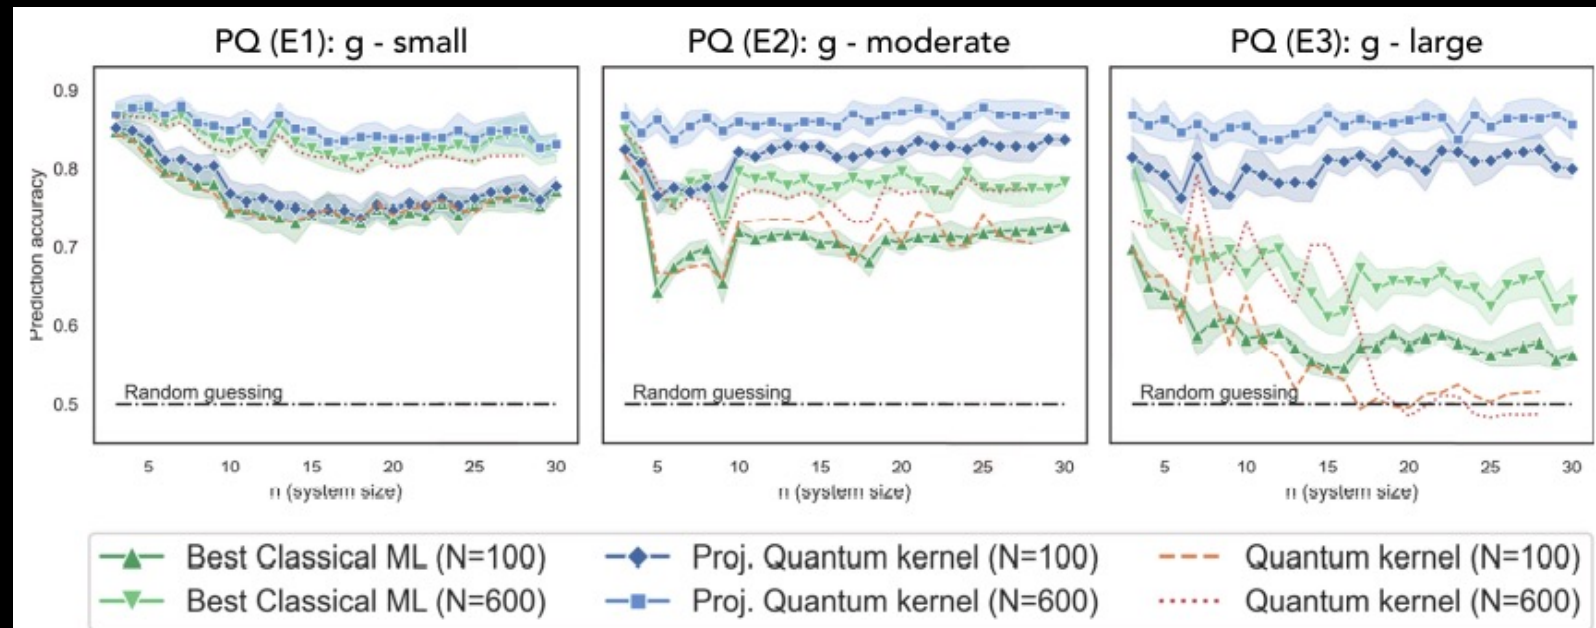 PQ (E1): g - small PQ (E2): g - moderate PQ (E3): g - large
Prediction accuracy
0.9
0.8
0.7
0.6
0.5
Random guessing Random guessing Random guessing
5 10 15 20 25 30 5 10 15 20 25 30 5 10 15 20 25 30
n (system size) n (system size) n (system size)
Best Classical ML (N=100) Proj. Quantum kernel (N=100) Quantum kernel (N=100)
Best Classical ML (N=600) Proj. Quantum kernel (N=600) Quantum kernel (N=600)